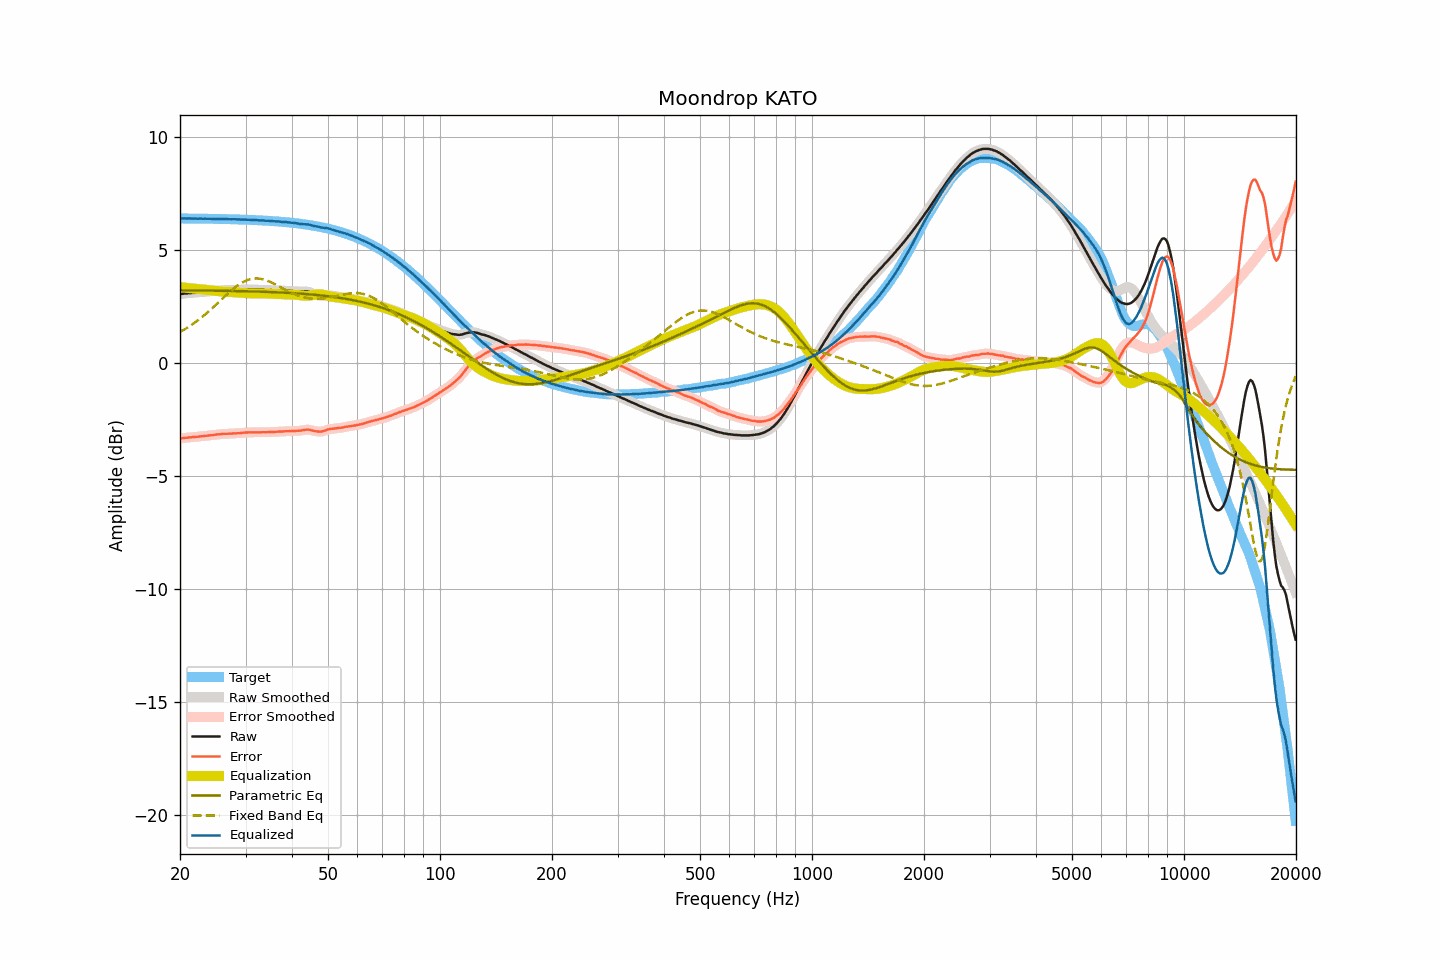 Moondrop KATO
10
5
0
−5
−10
−15
−20
Amplitude (dBr)
Target
Raw Smoothed
Error Smoothed
Raw
Error
Equalization
Parametric Eq
Fixed Band Eq
Equalized
20 50 100 200 500 1000 2000 5000 10000 20000
Frequency (Hz)